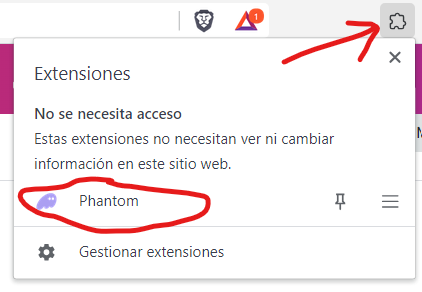 1
Extensiones
No se necesita acceso
Estas extensiones no necesitan ver ni cambiar
información en este sitio web.
Phantom
Gestionar extensiones